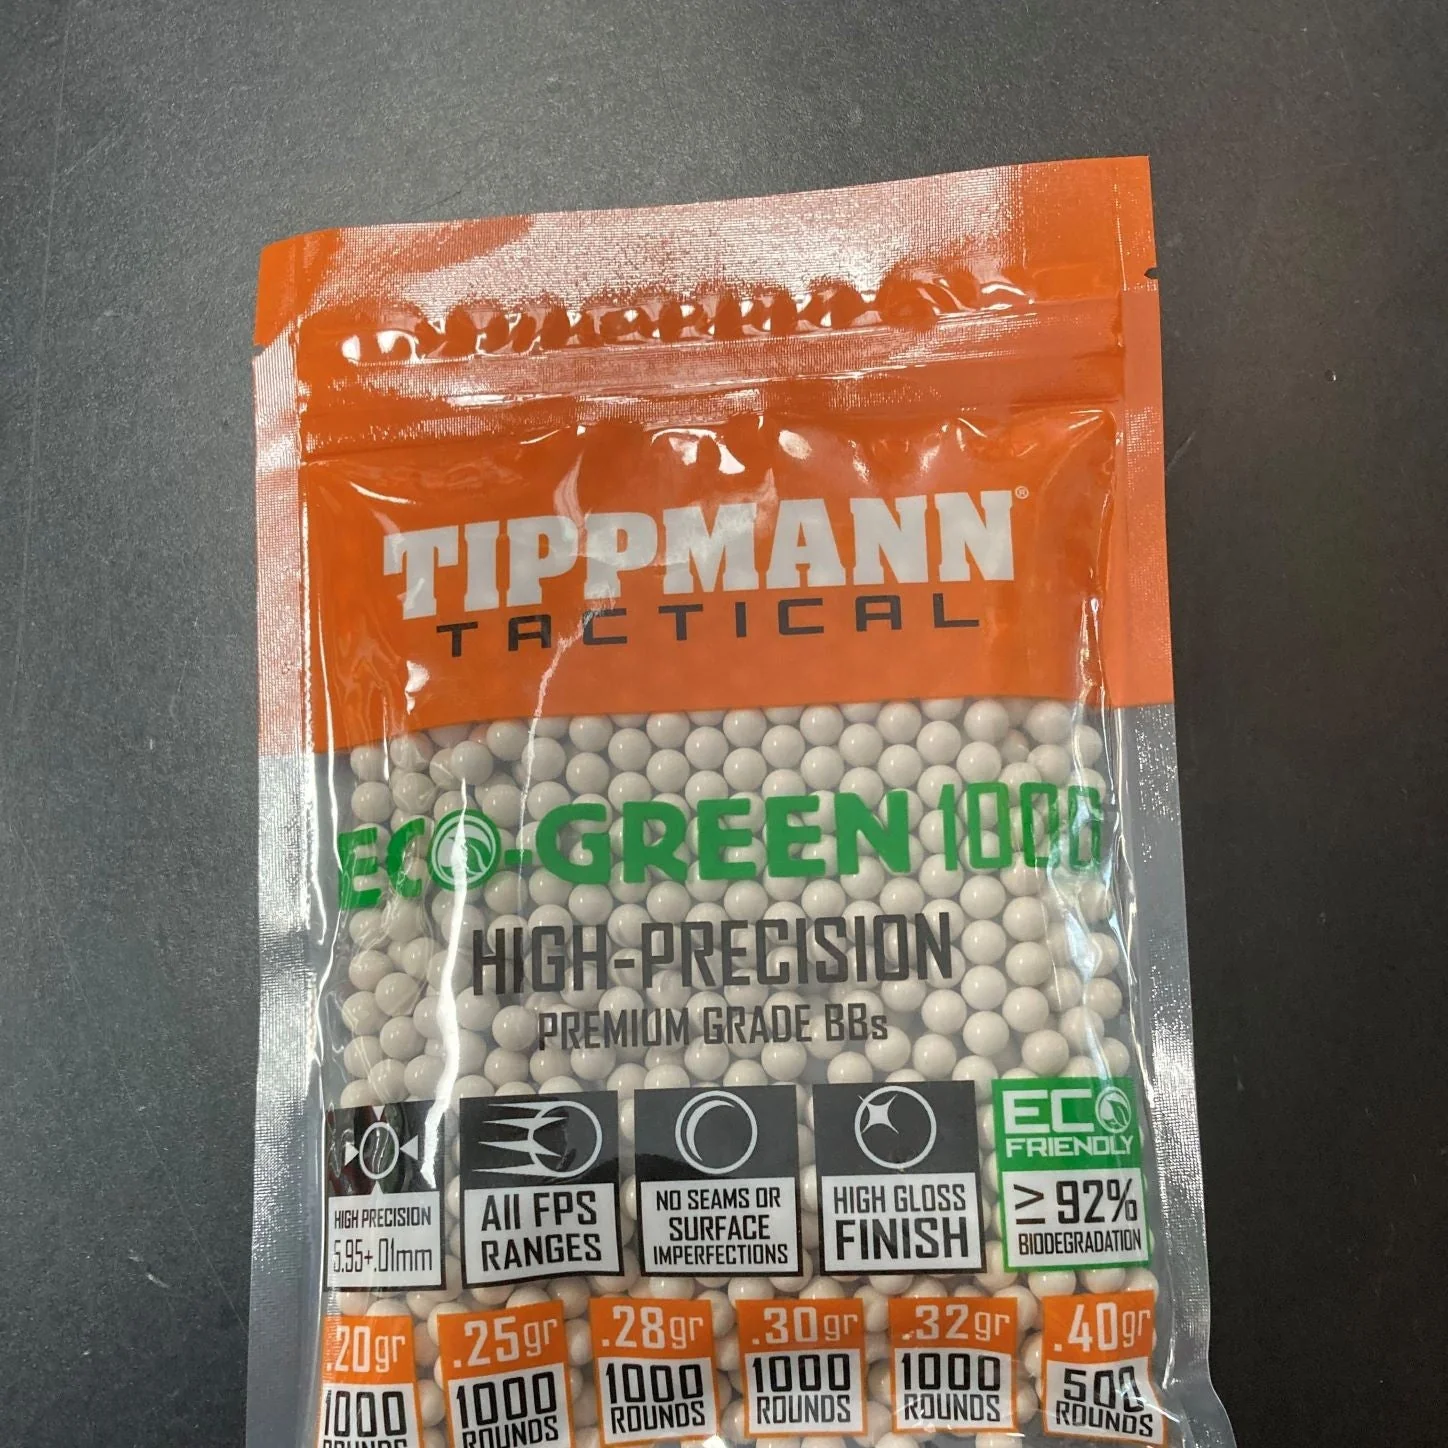 TIPPMANN®
TACTICAL
ECO-GREEN 1000
HIGH-PRECISION
PREMIUM GRADE BBs
HIGH PRECISION
5.95+.01mm
All FPS
RANGES
NO SEAMS OR
SURFACE
IMPERFECTIONS
HIGH GLOSS
FINISH
ECO
FRIENDLY
≥ 92%
BIODEGRADATION
.20gr
1000
ROUNDS
.25gr
1000
ROUNDS
.28gr
1000
ROUNDS
.30gr
1000
ROUNDS
.32gr
1000
ROUNDS
.40gr
500
ROUNDS